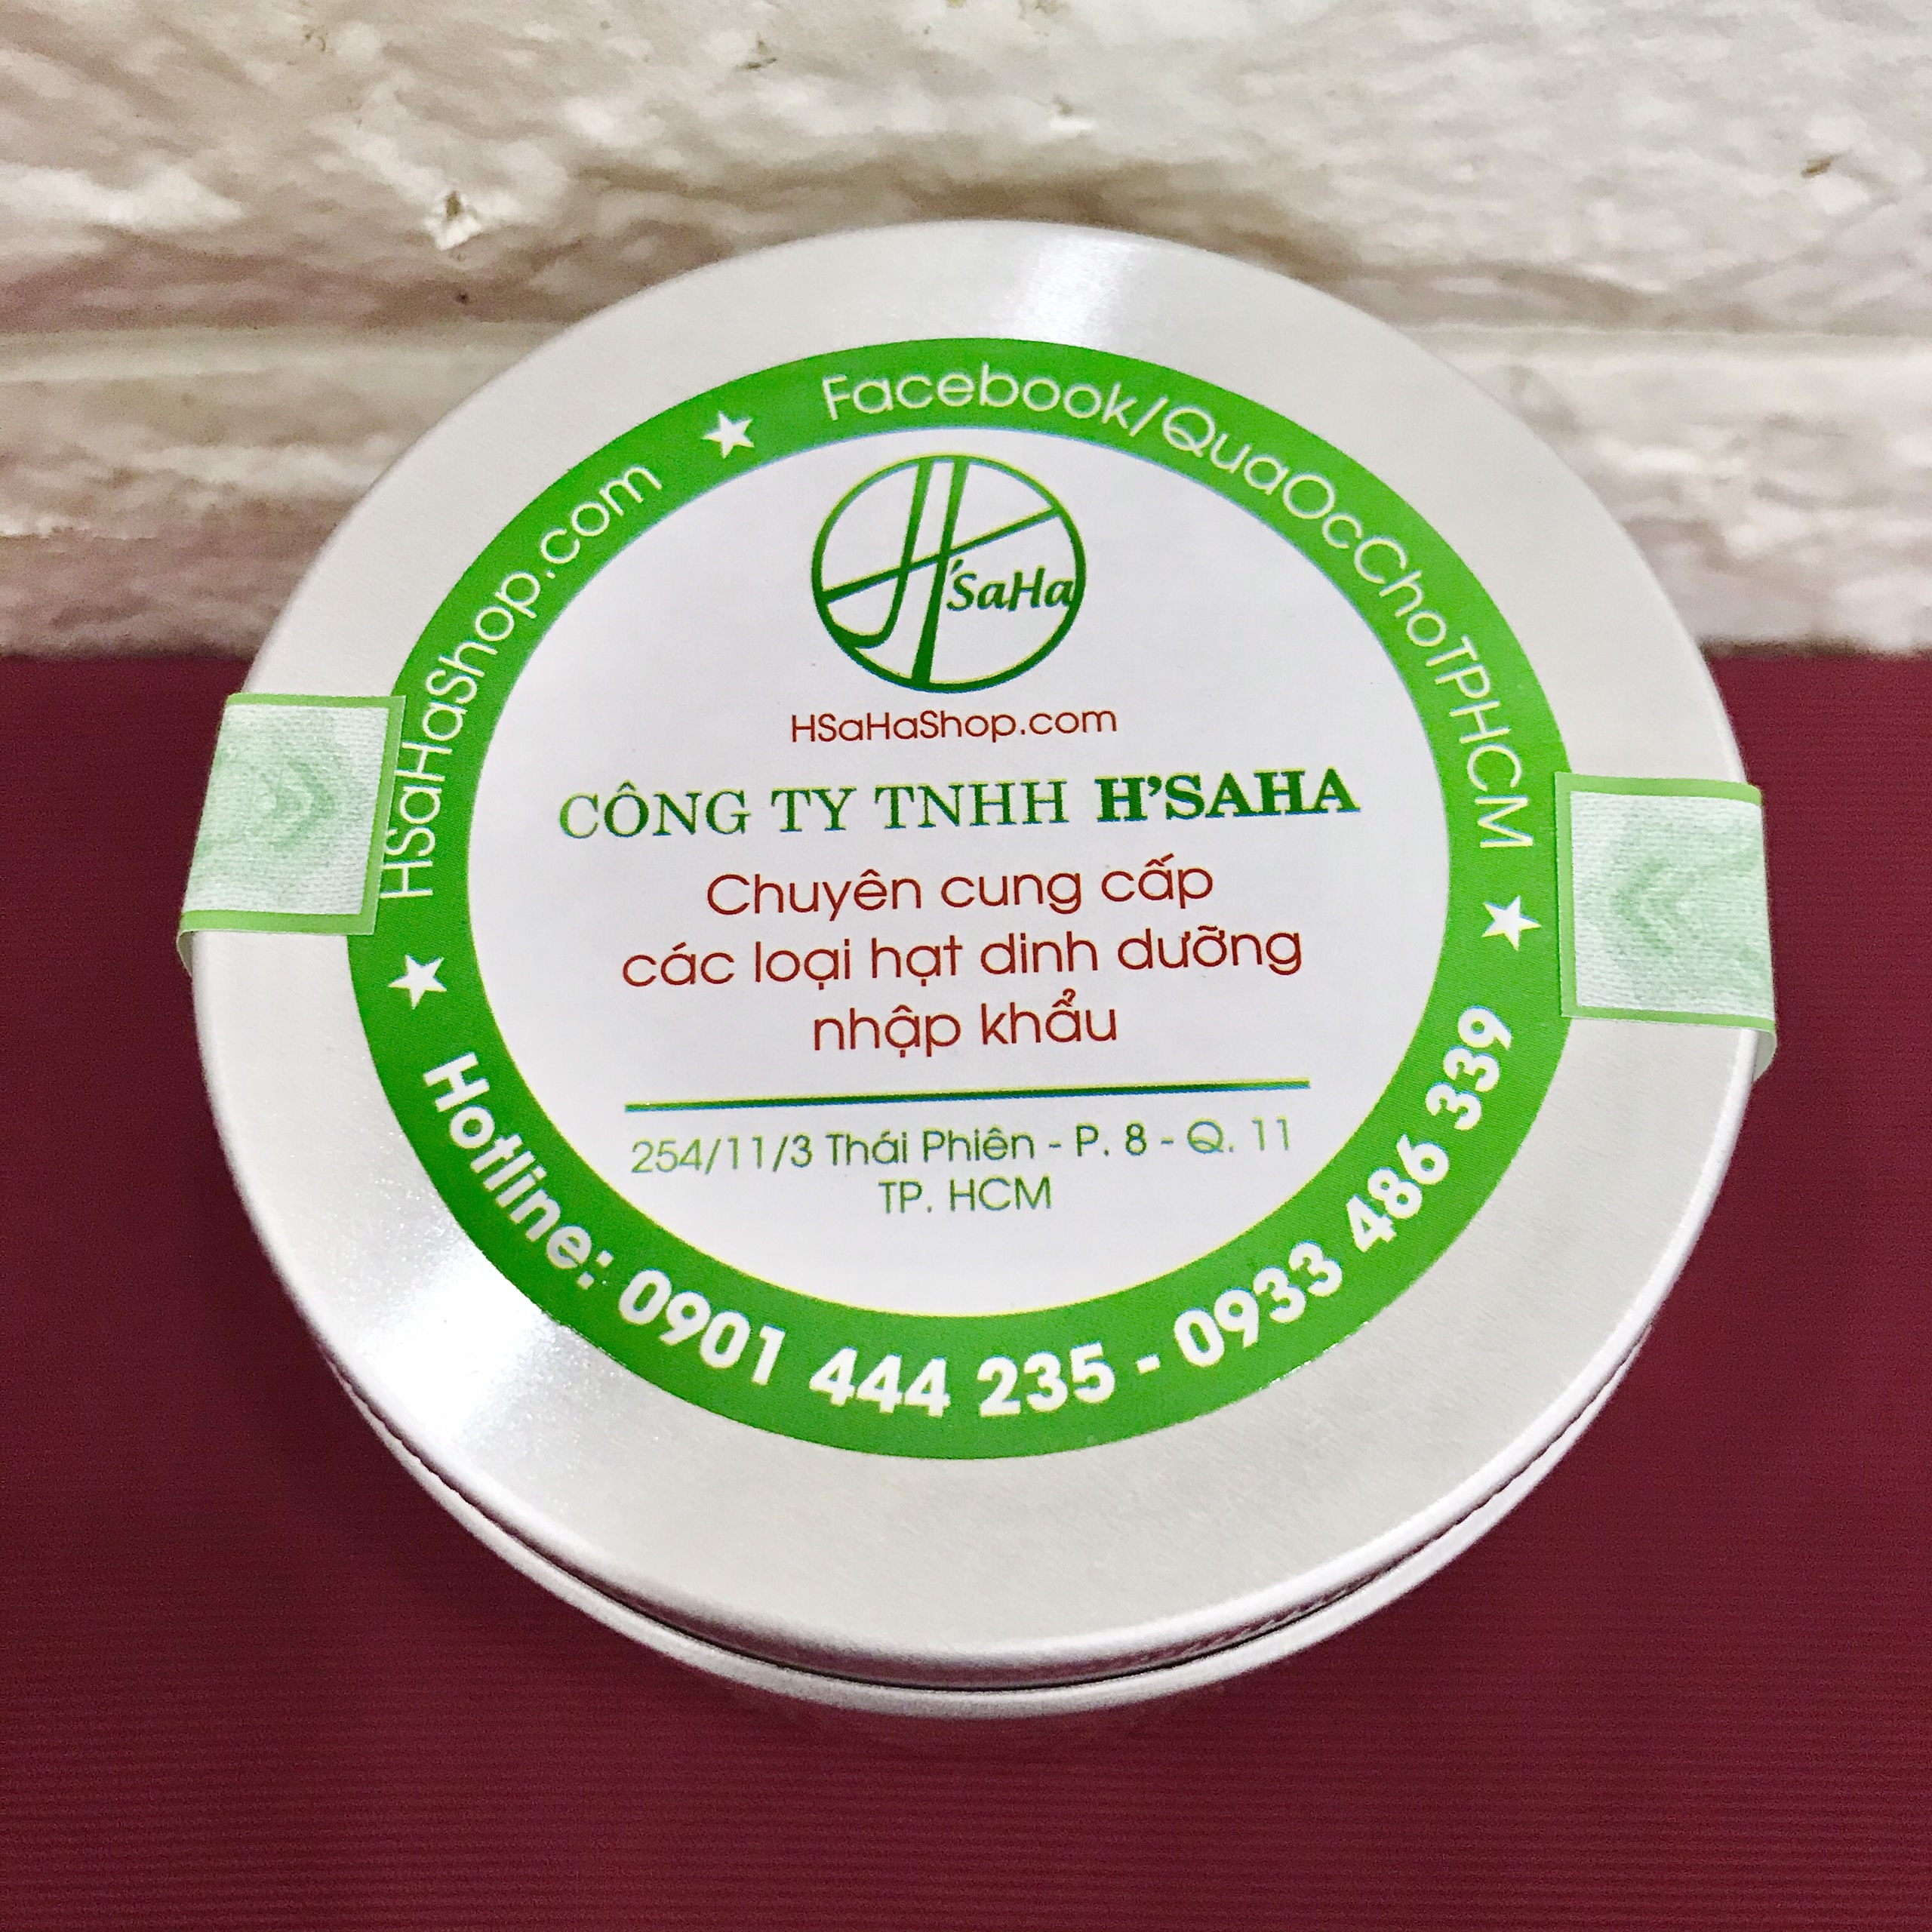 HSaHaShop.com ★ Facebook/QuaOcChoTPHCM ★
H'SaHa
HSaHaShop.com
CÔNG TY TNHH H'SAHA
Chuyên cung cấp
các loại hạt dinh dưỡng
nhập khẩu
254/11/3 Thái Phiên - P. 8 - Q. 11
TP. HCM
★ Hotline: 0901 444 235 - 0933 486 339